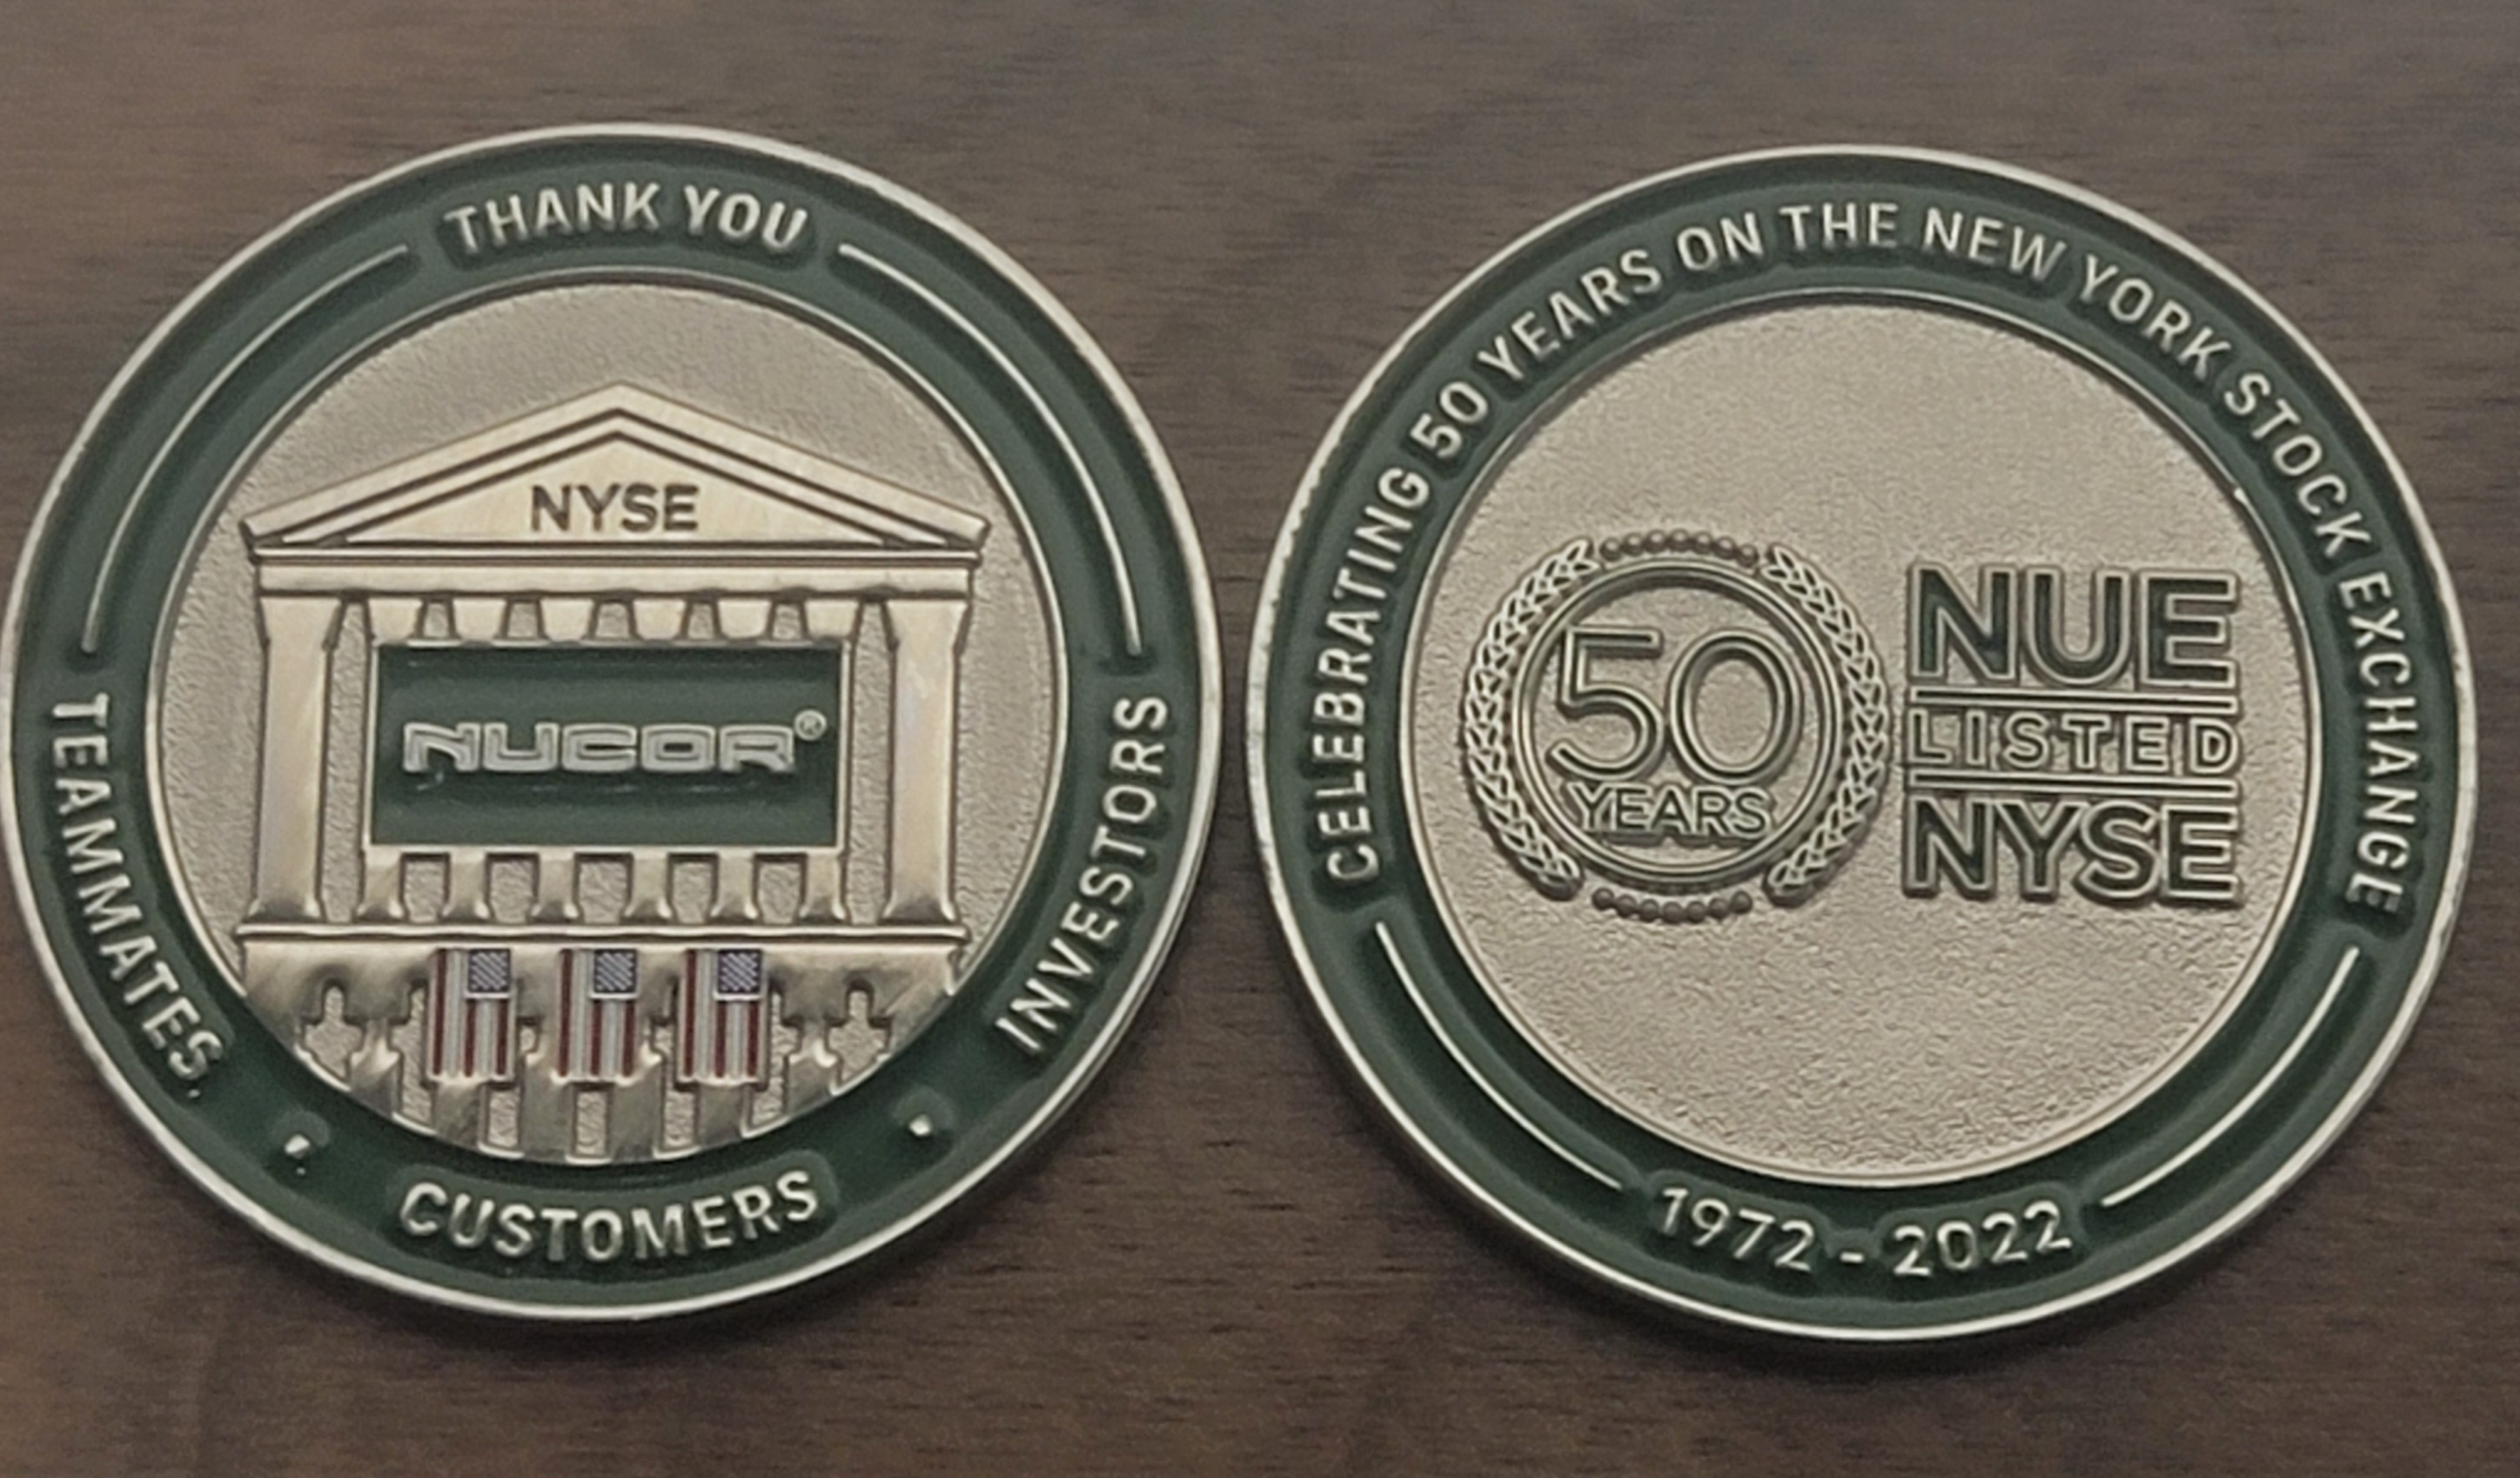 THANK YOU
NYSE
NUCOR®
TEAMMATES
CUSTOMERS
INVESTORS
CELEBRATING 50 YEARS ON THE NEW YORK STOCK EXCHANGE
50
YEARS
NUE
LISTED
NYSE
1972 - 2022